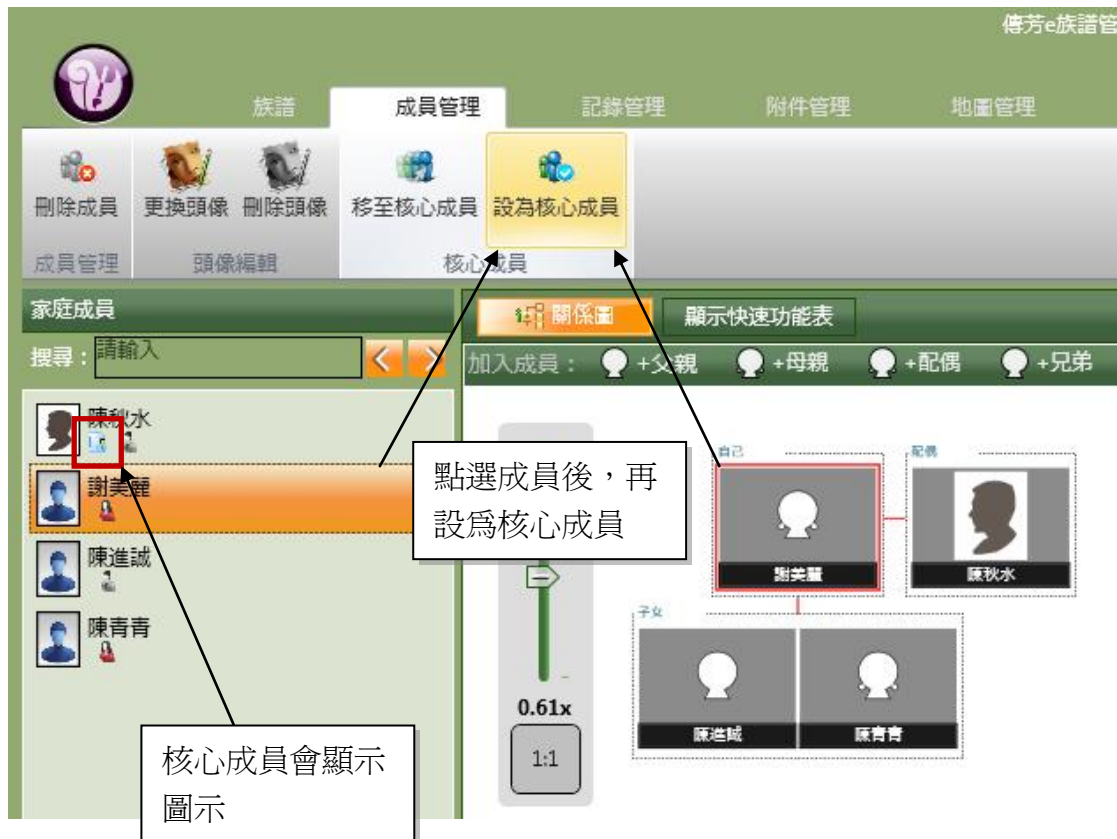 傳芳e族譜管
族譜
成員管理
記錄管理
附件管理
地圖管理
刪除成員
更換頭像
刪除頭像
移至核心成員
設為核心成員
成員管理
頭像編輯
核心成員
家庭成員
關係圖
顯示快速功能表
搜尋：
請輸入
加入成員：
+父親
+母親
+配偶
+兄弟
陳秋水
謝美麗
陳進誠
陳青青
點選成員後，再
設為核心成員
自己
配偶
謝美麗
陳秋水
子女
陳進誠
陳青青
0.61x
1:1
核心成員會顯示
圖示